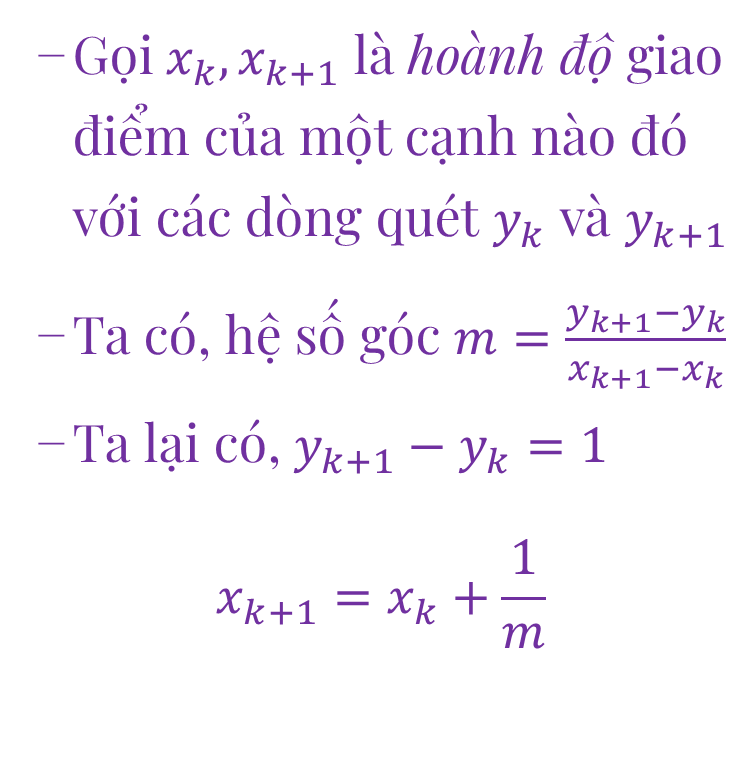 – Gọi x_k, x_{k+1} là hoành độ giao
điểm của một cạnh nào đó
với các dòng quét y_k và y_{k+1}
– Ta có, hệ số góc m = \frac{y_{k+1}-y_k}{x_{k+1}-x_k}
– Ta lại có, y_{k+1} − y_k = 1
x_{k+1} = x_k + \frac{1}{m}